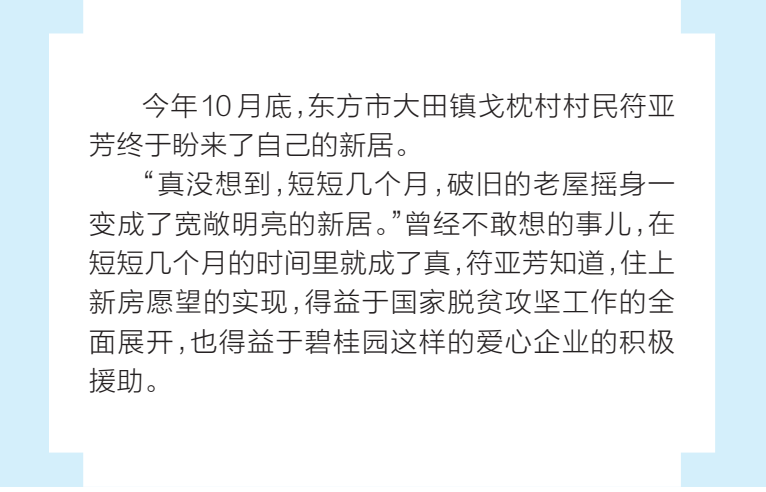 今年10月底，东方市大田镇戈枕村村民符亚
芳终于盼来了自己的新居。
“真没想到，短短几个月，破旧的老屋摇身一
变成了宽敞明亮的新居。”曾经不敢想的事儿，在
短短几个月的时间里就成了真，符亚芳知道，住上
新房愿望的实现，得益于国家脱贫攻坚工作的全
面展开，也得益于碧桂园这样的爱心企业的积极
援助。